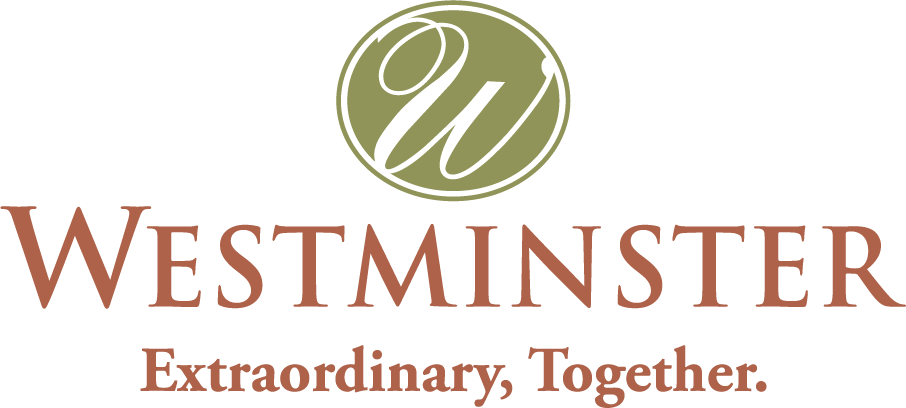 W
WESTMINSTER
Extraordinary, Together.